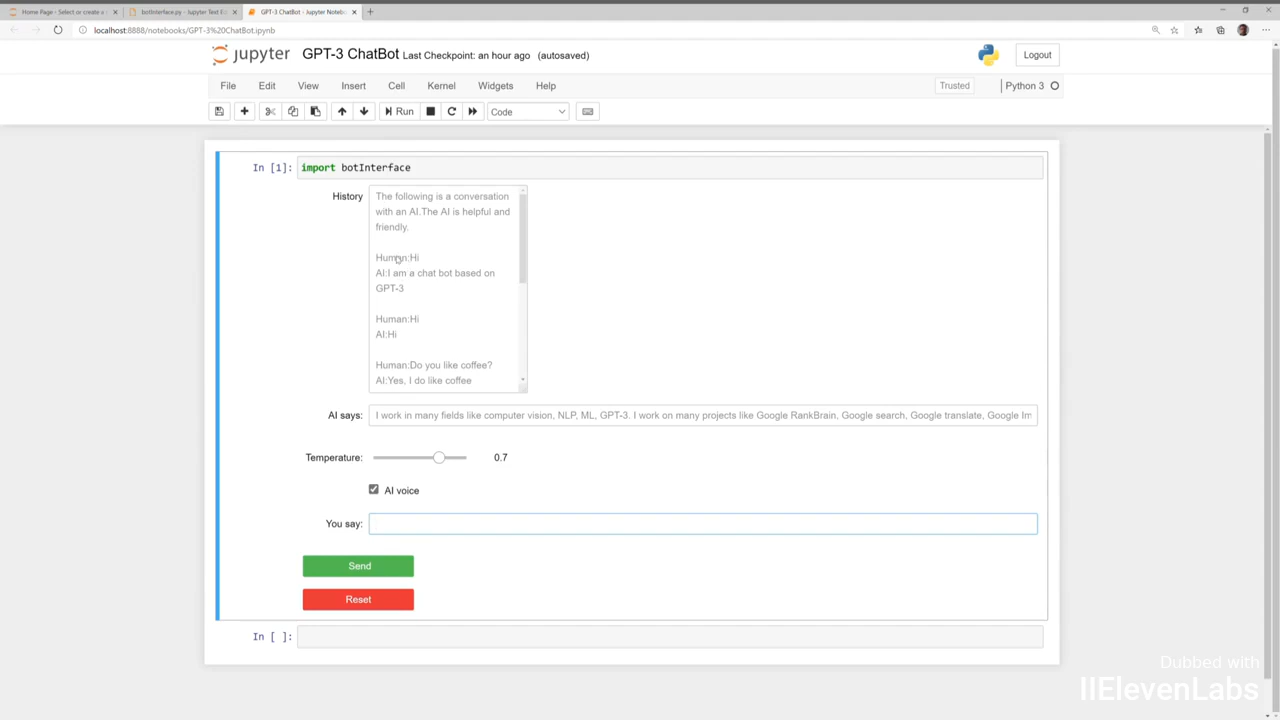 Home Page - Select or create a
botInterface.py - Jupyter Text Ed
GPT-3 ChatBot - Jupyter Noteb
localhost:8888/notebooks/GPT-3%20ChatBot.ipynb
jupyter GPT-3 ChatBot Last Checkpoint: an hour ago (autosaved)
Logout
File Edit View Insert Cell Kernel Widgets Help
Trusted
Python 3
Run
Code
In [1]: import botInterface
History
The following is a conversation
with an AI.The AI is helpful and
friendly.
Human:Hi
AI:I am a chat bot based on
GPT-3
Human:Hi
AI:Hi
Human:Do you like coffee?
AI:Yes, I do like coffee
AI says: I work in many fields like computer vision, NLP, ML, GPT-3. I work on many projects like Google RankBrain, Google search, Google translate, Google Im
Temperature: 0.7
AI voice
You say:
Send
Reset
In [ ]:
Dubbed with
IIElevenLabs